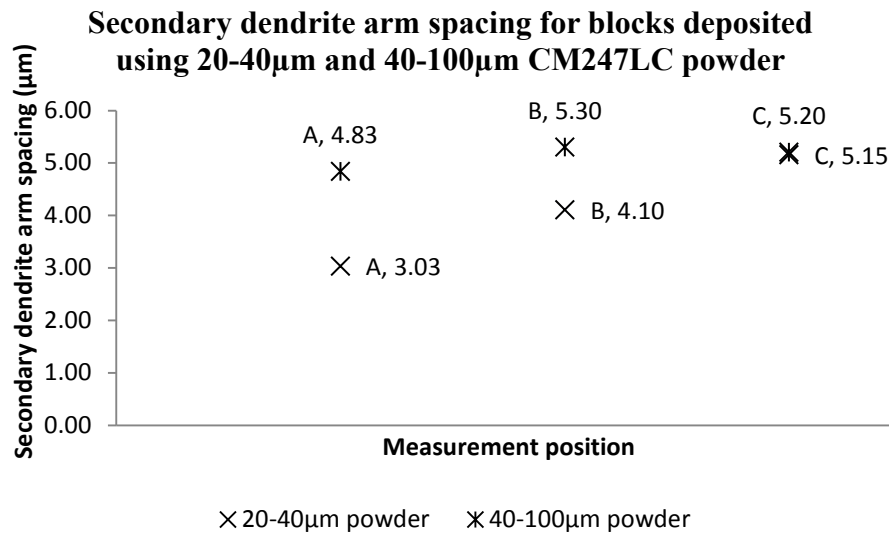 Secondary dendrite arm spacing for blocks deposited
using 20-40µm and 40-100µm CM247LC powder
Secondary dendrite arm spacing (µm)
6.00
5.00
4.00
3.00
2.00
1.00
0.00
A, 4.83
B, 5.30
C, 5.20
C, 5.15
B, 4.10
A, 3.03
Measurement position
20-40µm powder
40-100µm powder